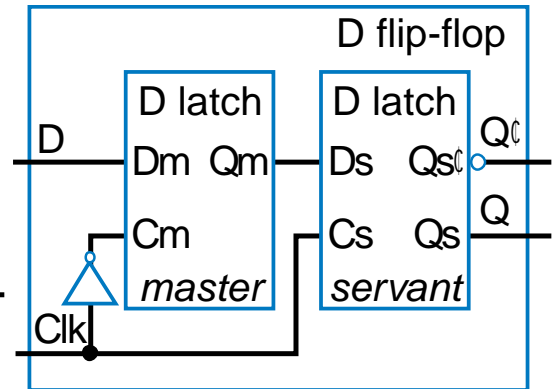 D flip-flop
D latch
D latch
D
Dm Qm
Ds Qs¢
Q¢
Cm
Cs Qs
Q
master
servant
Clk